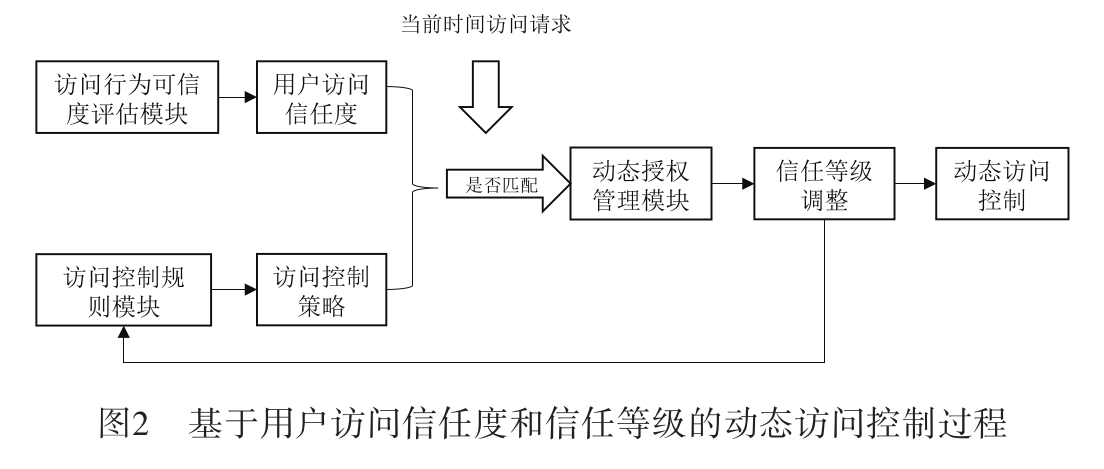 当前时间访问请求
访问行为可信
度评估模块
用户访问
信任度
是否匹配
动态授权
管理模块
信任等级
调整
动态访问
控制
访问控制规
则模块
访问控制
策略
图2 基于用户访问信任度和信任等级的动态访问控制过程